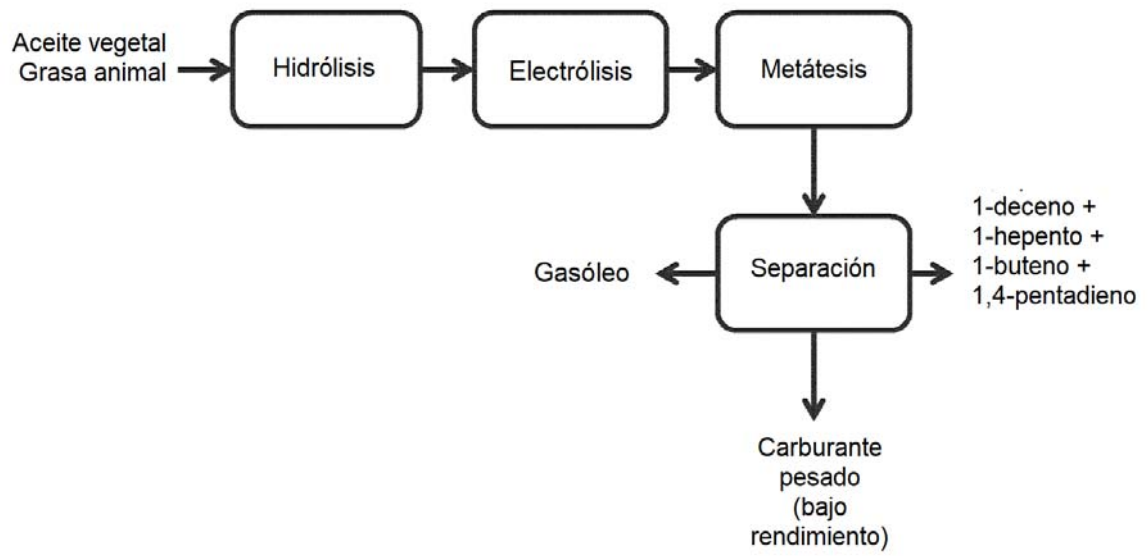 Aceite vegetal
Grasa animal
Hidrólisis
Electrólisis
Metátesis
Gasóleo
Separación
1-deceno +
1-hepento +
1-buteno +
1,4-pentadieno
Carburante
pesado
(bajo
rendimiento)